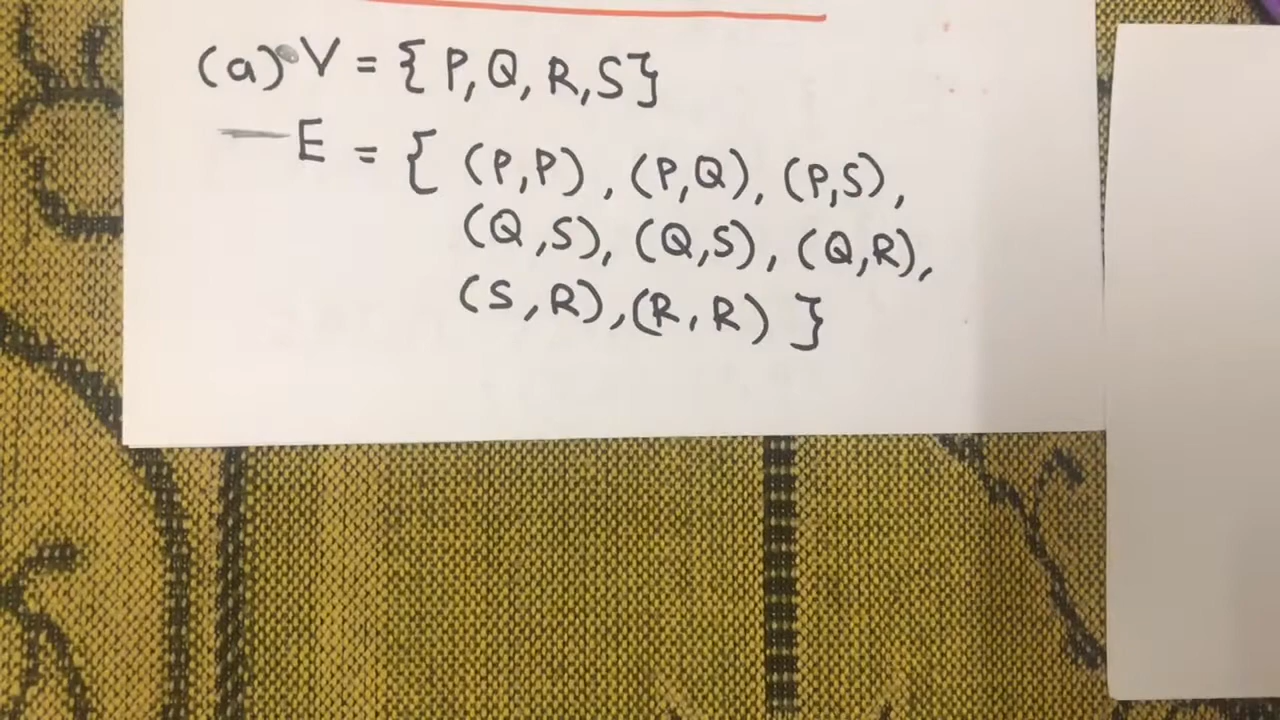 (a) V = { P, Q, R, S }
E = { (P,P), (P,Q), (P,S),
(Q,S), (Q,S), (Q,R),
(S,R), (R,R) }